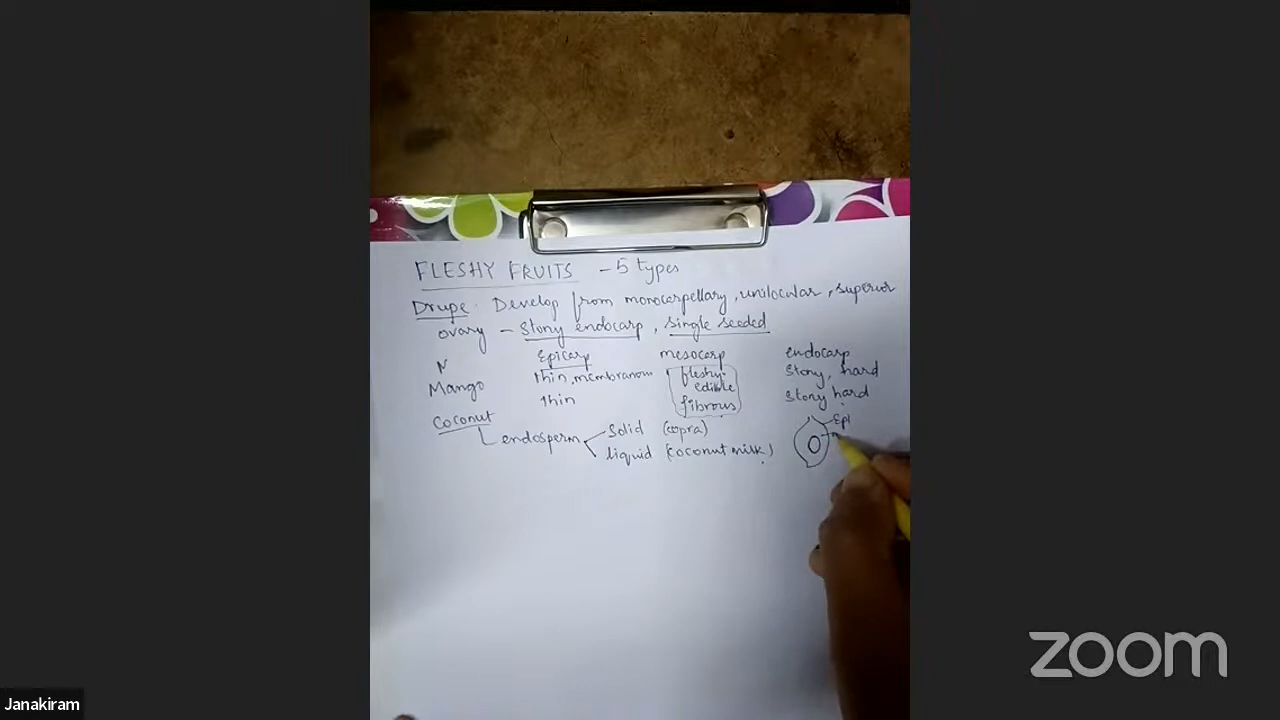 FLESHY FRUITS - 5 types
Drupe: Develop from monocarpellary, unilocular, superior
ovary - Stony endocarp, single seeded
N Epicarp mesocarp endocarp
Mango thin, membranous fleshy edible Stony, hard
Coconut thin fibrous Stony hard
endosperm Solid (copra)
liquid (coconut milk)
Epi
m
zoom
Janakiram